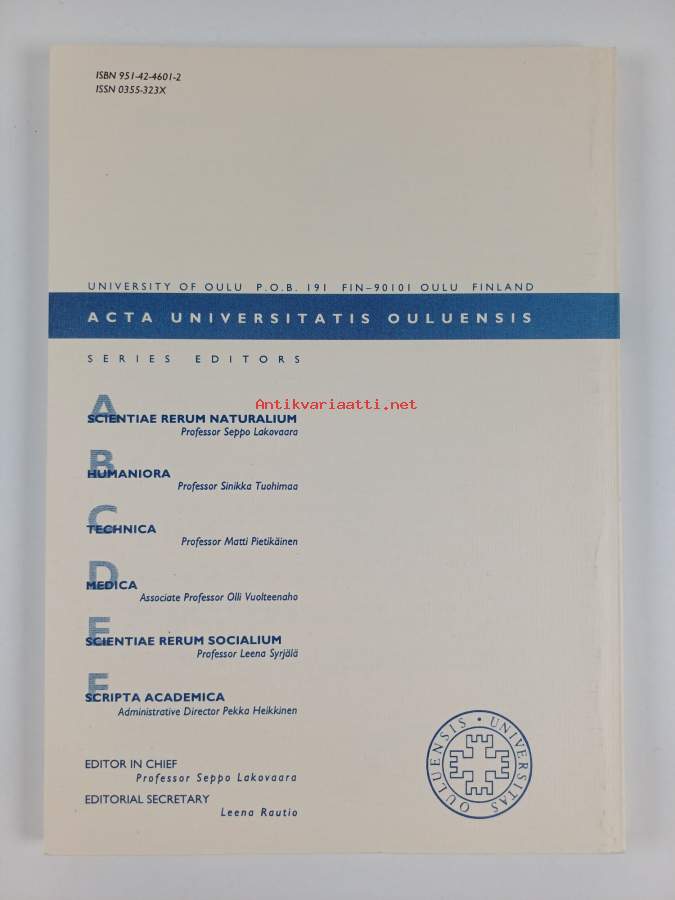 ISBN 951-42-4601-2
ISSN 0355-323X
UNIVERSITY OF OULU P.O.B. 191 FIN-90101 OULU FINLAND
ACTA UNIVERSITATIS OULUENSIS
SERIES EDITORS
Antikvariaatti.net
A
SCIENTIAE RERUM NATURALIUM
Professor Seppo Lakovaara
B
HUMANIORA
Professor Sinikka Tuohimaa
C
TECHNICA
Professor Matti Pietikäinen
D
MEDICA
Associate Professor Olli Vuolteenaho
E
SCIENTIAE RERUM SOCIALIUM
Professor Leena Syrjälä
F
SCRIPTA ACADEMICA
Administrative Director Pekka Heikkinen
EDITOR IN CHIEF
Professor Seppo Lakovaara
EDITORIAL SECRETARY
Leena Rautio
UNIVERSITAS OULUENSIS